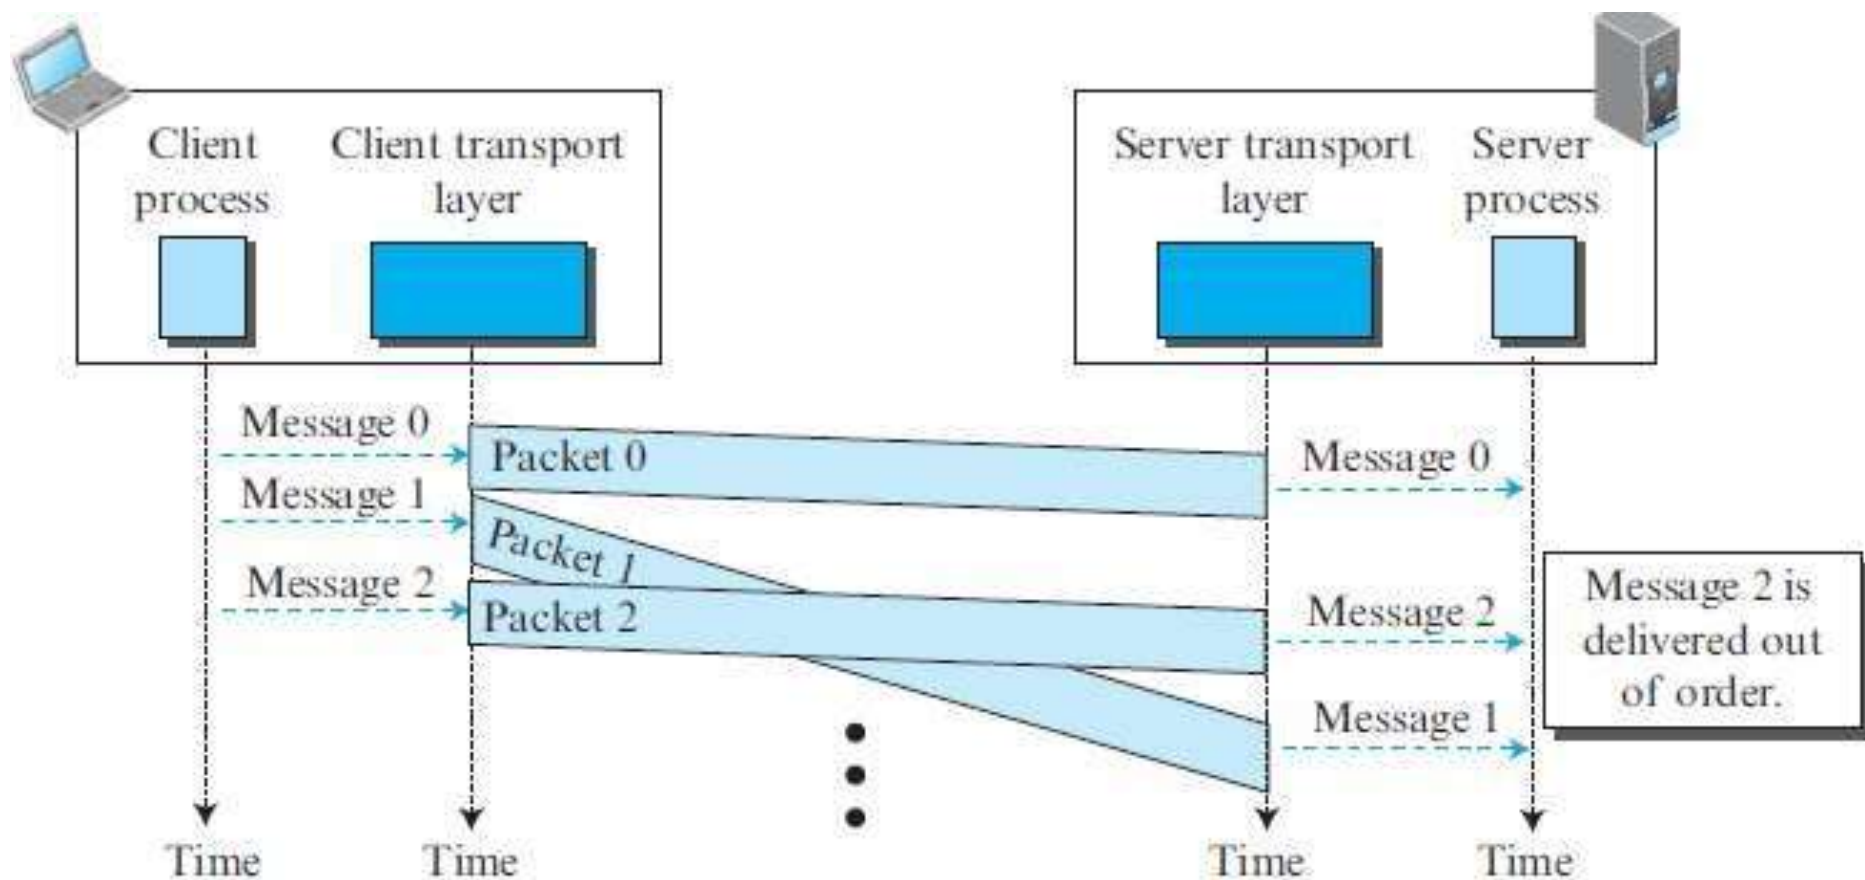 Client
process
Client transport
layer
Server transport
layer
Server
process
Message 0
Packet 0
Message 0
Message 1
Packet 1
Message 2
Packet 2
Message 2
Message 1
Message 2 is
delivered out
of order.
Time
Time
Time
Time